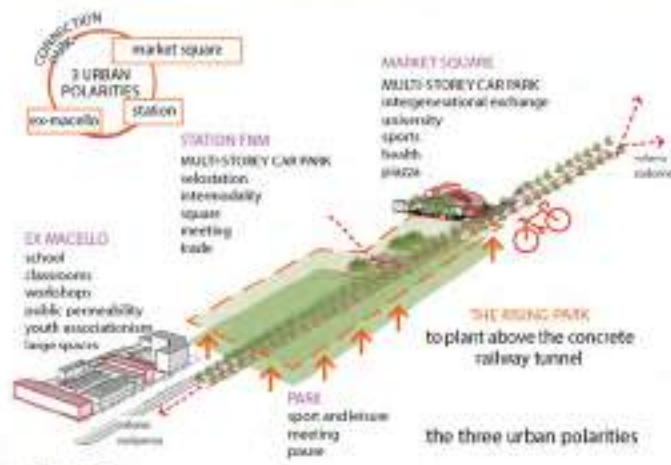 CONNECTION
PARK
market square
3 URBAN
POLARITIES
station
ex-macello
MARKET SQUARE
MULTI-STOREY CAR PARK
intergenerational exchange
university
sports
health
piazza
STATION FNM
MULTI-STOREY CAR PARK
velostation
intermodality
square
meeting
trade
EX MACELLO
school
classrooms
workshops
public permeability
youth associationism
large spaces
THE RISING PARK
to plant above the concrete
railway tunnel
PARK
sport and leisure
meeting
pause
the three urban polarities